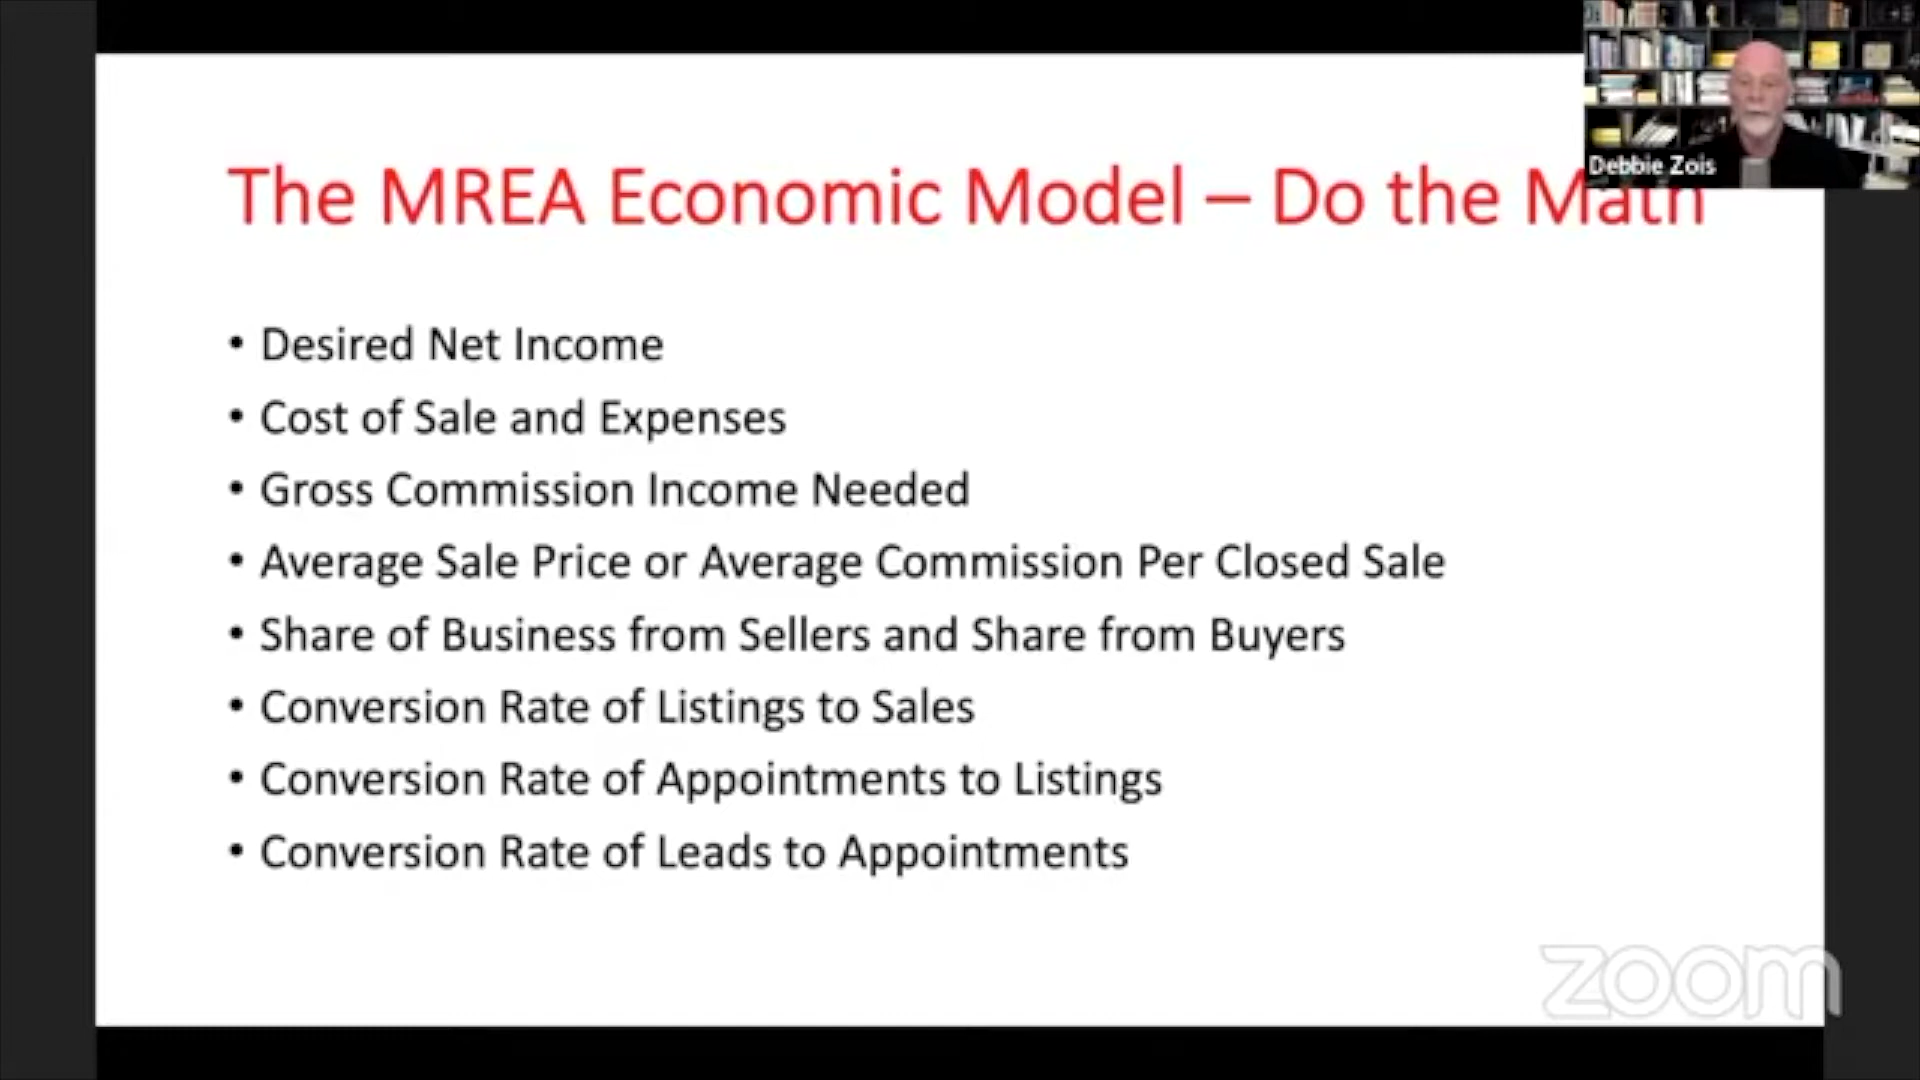 Debbie Zois
The MREA Economic Model – Do the Math
• Desired Net Income
• Cost of Sale and Expenses
• Gross Commission Income Needed
• Average Sale Price or Average Commission Per Closed Sale
• Share of Business from Sellers and Share from Buyers
• Conversion Rate of Listings to Sales
• Conversion Rate of Appointments to Listings
• Conversion Rate of Leads to Appointments
zoom